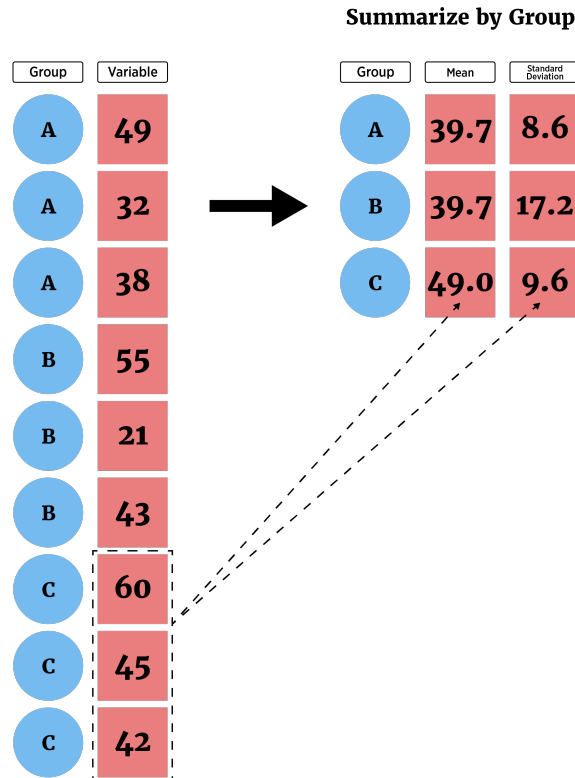 Summarize by Group
Group Variable
A 49
A 32
A 38
B 55
B 21
B 43
C 60
C 45
C 42
Group Mean Standard Deviation
A 39.7 8.6
B 39.7 17.2
C 49.0 9.6